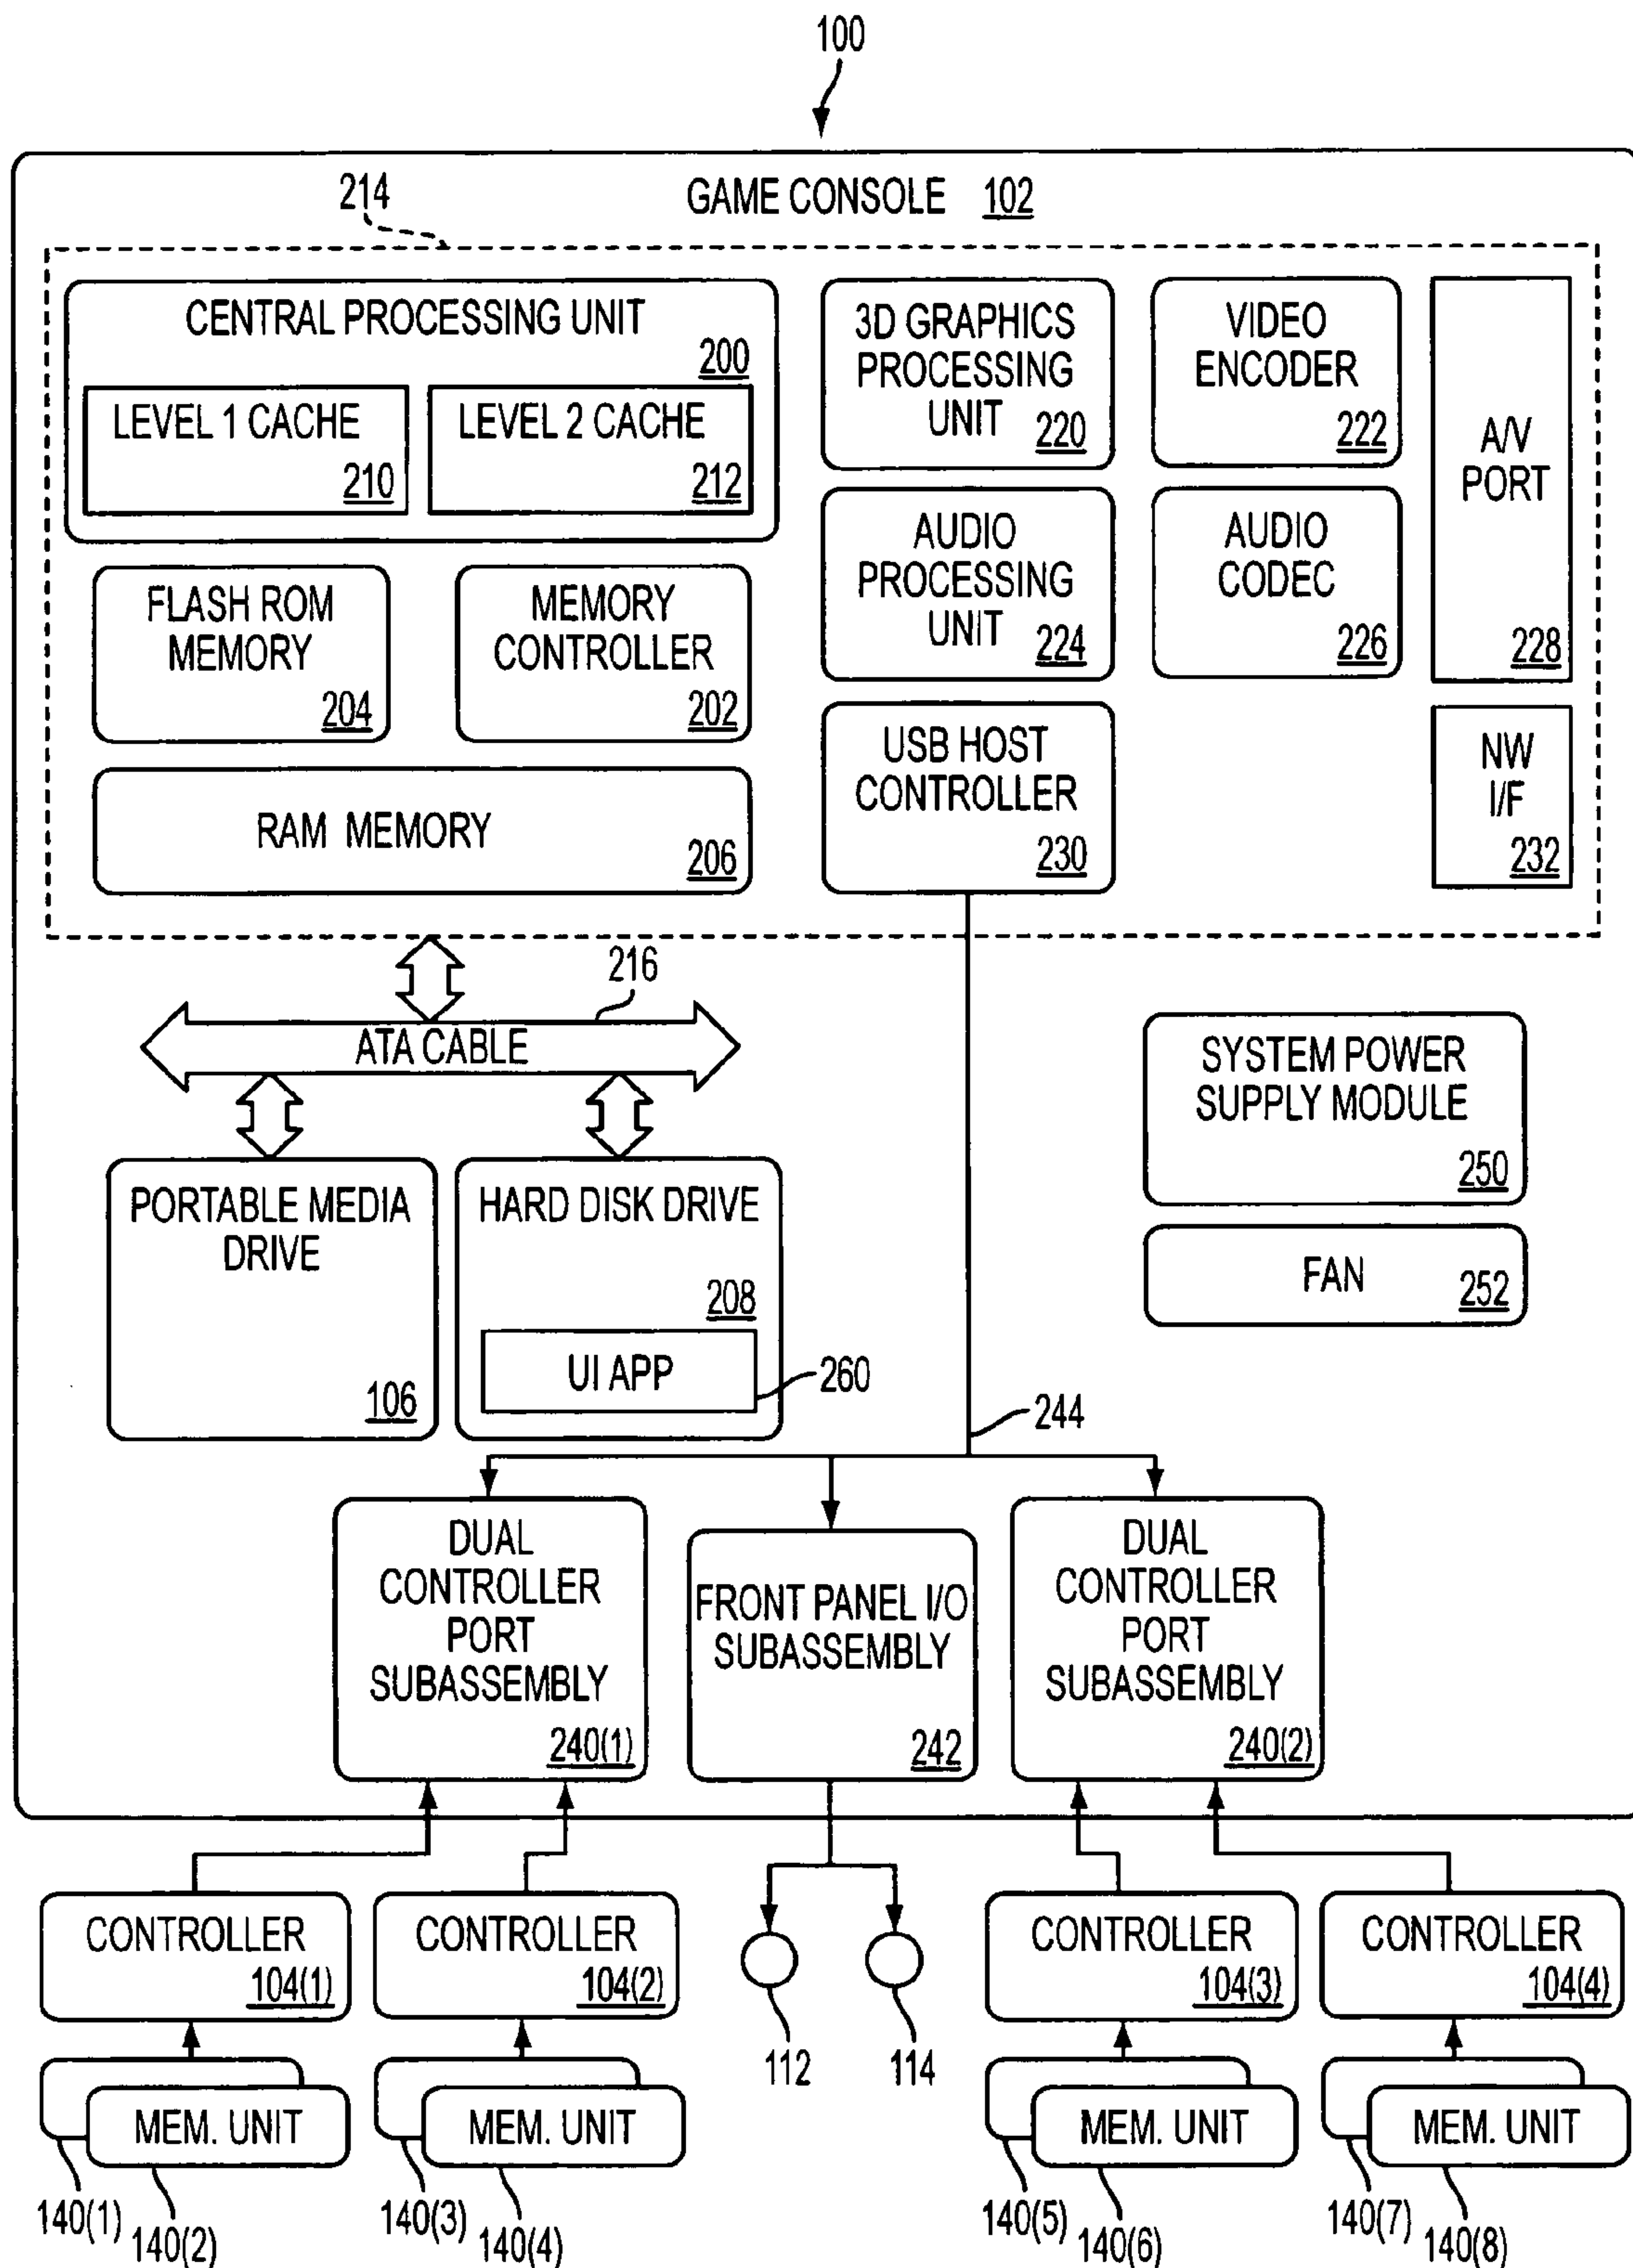 100
GAME CONSOLE 102
214
CENTRAL PROCESSING UNIT
200
LEVEL 1 CACHE
210
LEVEL 2 CACHE
212
3D GRAPHICS
PROCESSING
UNIT 220
VIDEO
ENCODER
222
A/V
PORT
228
FLASH ROM
MEMORY
204
MEMORY
CONTROLLER
202
AUDIO
PROCESSING
UNIT 224
AUDIO
CODEC
226
RAM MEMORY
206
USB HOST
CONTROLLER
230
NW
I/F
232
216
ATA CABLE
SYSTEM POWER
SUPPLY MODULE
250
PORTABLE MEDIA
DRIVE
106
HARD DISK DRIVE
208
UI APP
260
FAN 252
244
DUAL
CONTROLLER
PORT
SUBASSEMBLY
240(1)
FRONT PANEL I/O
SUBASSEMBLY
242
DUAL
CONTROLLER
PORT
SUBASSEMBLY
240(2)
CONTROLLER
104(1)
CONTROLLER
104(2)
112
114
CONTROLLER
104(3)
CONTROLLER
104(4)
MEM. UNIT
MEM. UNIT
MEM. UNIT
MEM. UNIT
140(1)
140(2)
140(3)
140(4)
140(5)
140(6)
140(7)
140(8)